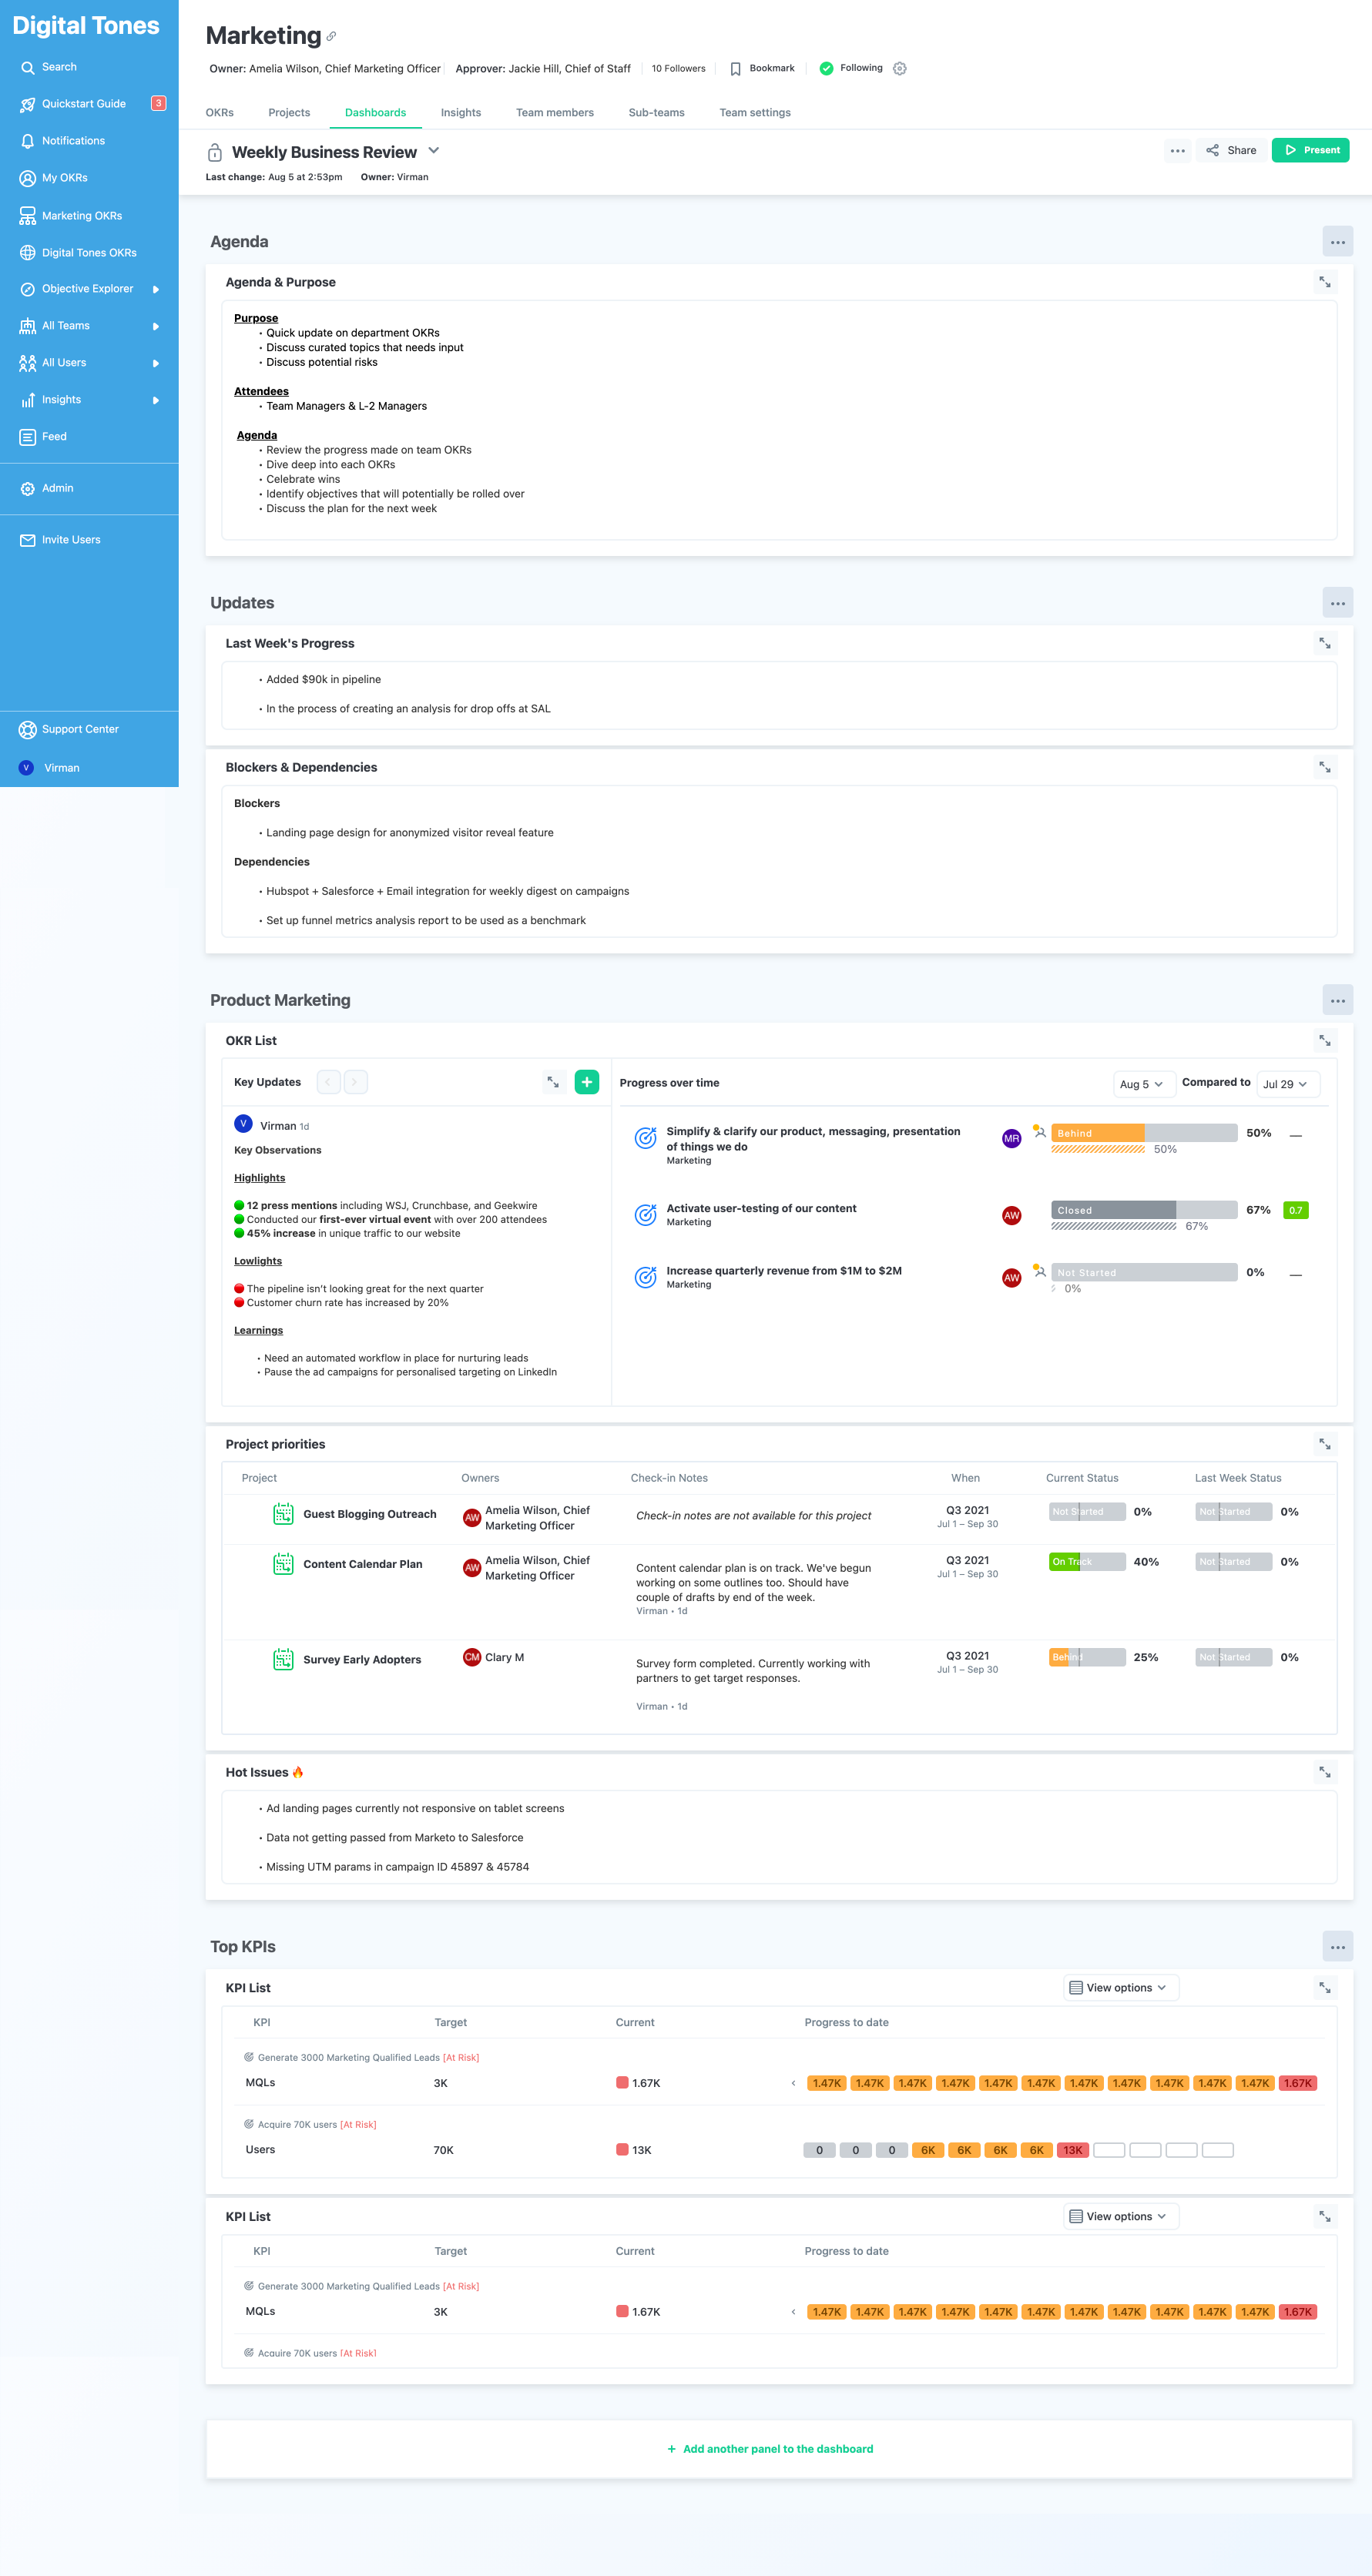 Digital Tones
Search
Quickstart Guide 3
Notifications
My OKRs
Marketing OKRs
Digital Tones OKRs
Objective Explorer
All Teams
All Users
Insights
Feed
Admin
Invite Users
Support Center
V Virman
Marketing
Owner: Amelia Wilson, Chief Marketing Officer Approver: Jackie Hill, Chief of Staff 10 Followers Bookmark Following
OKRs Projects Dashboards Insights Team members Sub-teams Team settings
Weekly Business Review ... Share Present
Last change: Aug 5 at 2:53pm Owner: Virman
Agenda ...
Agenda & Purpose
Purpose
• Quick update on department OKRs
• Discuss curated topics that needs input
• Discuss potential risks
Attendees
• Team Managers & L-2 Managers
Agenda
• Review the progress made on team OKRs
• Dive deep into each OKRs
• Celebrate wins
• Identify objectives that will potentially be rolled over
• Discuss the plan for the next week
Updates ...
Last Week's Progress
• Added $90k in pipeline
• In the process of creating an analysis for drop offs at SAL
Blockers & Dependencies
Blockers
• Landing page design for anonymized visitor reveal feature
Dependencies
• Hubspot + Salesforce + Email integration for weekly digest on campaigns
• Set up funnel metrics analysis report to be used as a benchmark
Product Marketing ...
OKR List
Key Updates < > +
V Virman 1d
Key Observations
Highlights
12 press mentions including WSJ, Crunchbase, and Geekwire
Conducted our first-ever virtual event with over 200 attendees
45% increase in unique traffic to our website
Lowlights
The pipeline isn't looking great for the next quarter
Customer churn rate has increased by 20%
Learnings
• Need an automated workflow in place for nurturing leads
• Pause the ad campaigns for personalised targeting on LinkedIn
Progress over time Aug 5 Compared to Jul 29
Simplify & clarify our product, messaging, presentation
of things we do
Marketing
MR Behind 50% —
50%
Activate user-testing of our content
Marketing
AW Closed 67% 0.7
67%
Increase quarterly revenue from $1M to $2M
Marketing
AW Not Started 0% —
0%
Project priorities
Project Owners Check-in Notes When Current Status Last Week Status
Guest Blogging Outreach
AW Amelia Wilson, Chief
Marketing Officer
Check-in notes are not available for this project
Q3 2021
Jul 1 – Sep 30
Not Started 0% Not Started 0%
Content Calendar Plan
AW Amelia Wilson, Chief
Marketing Officer
Content calendar plan is on track. We've begun
working on some outlines too. Should have
couple of drafts by end of the week.
Virman • 1d
Q3 2021
Jul 1 – Sep 30
On Track 40% Not Started 0%
Survey Early Adopters
CM Clary M
Survey form completed. Currently working with
partners to get target responses.
Virman • 1d
Q3 2021
Jul 1 – Sep 30
Behind 25% Not Started 0%
Hot Issues 🔥
• Ad landing pages currently not responsive on tablet screens
• Data not getting passed from Marketo to Salesforce
• Missing UTM params in campaign ID 45897 & 45784
Top KPIs ...
KPI List View options
KPI Target Current Progress to date
Generate 3000 Marketing Qualified Leads [At Risk]
MQLs 3K 1.67K < 1.47K 1.47K 1.47K 1.47K 1.47K 1.47K 1.47K 1.47K 1.47K 1.47K 1.47K 1.67K
Acquire 70K users [At Risk]
Users 70K 13K 0 0 0 6K 6K 6K 6K 13K
KPI List View options
KPI Target Current Progress to date
Generate 3000 Marketing Qualified Leads [At Risk]
MQLs 3K 1.67K < 1.47K 1.47K 1.47K 1.47K 1.47K 1.47K 1.47K 1.47K 1.47K 1.47K 1.47K 1.67K
Acquire 70K users [At Risk]
+ Add another panel to the dashboard